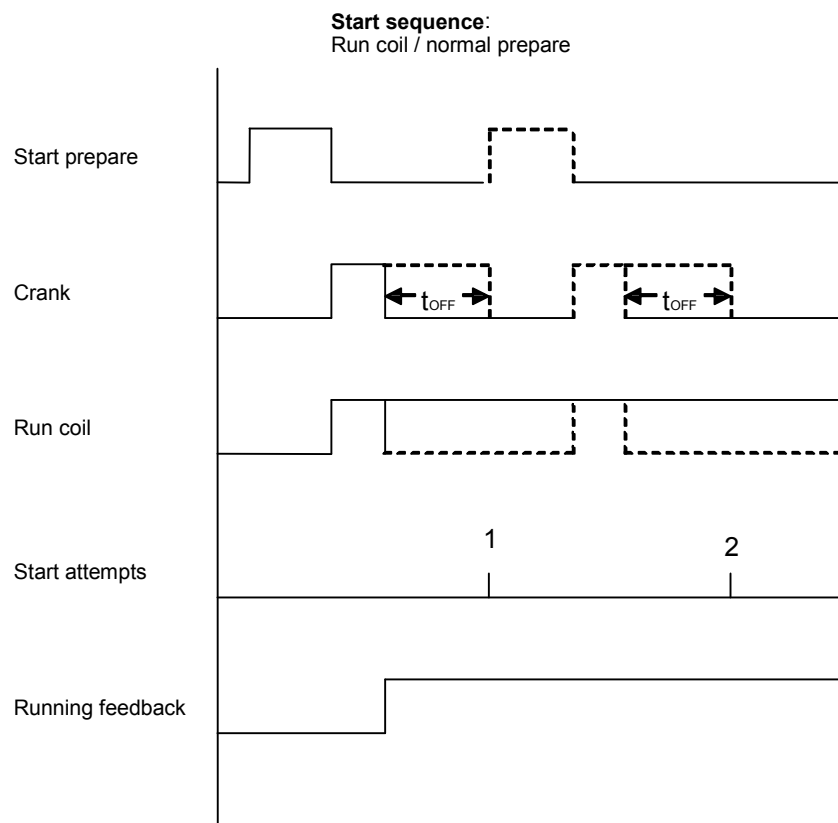 Start sequence:
Run coil / normal prepare
Start prepare
Crank
tOFF
tOFF
Run coil
1
2
Start attempts
Running feedback